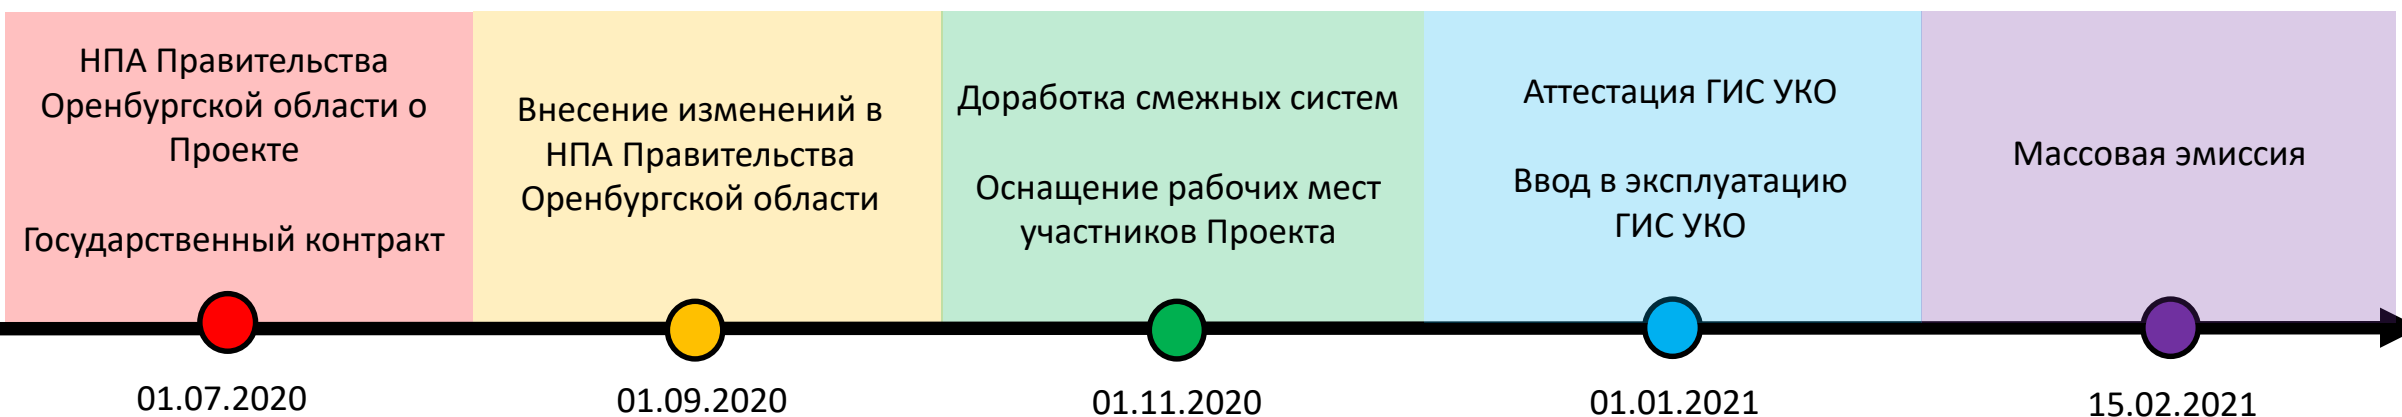 НПА Правительства
Оренбургской области о
Проекте
Государственный контракт
Внесение изменений в
НПА Правительства
Оренбургской области
Доработка смежных систем
Оснащение рабочих мест
участников Проекта
Аттестация ГИС УКО
Ввод в эксплуатацию
ГИС УКО
Массовая эмиссия
01.07.2020
01.09.2020
01.11.2020
01.01.2021
15.02.2021